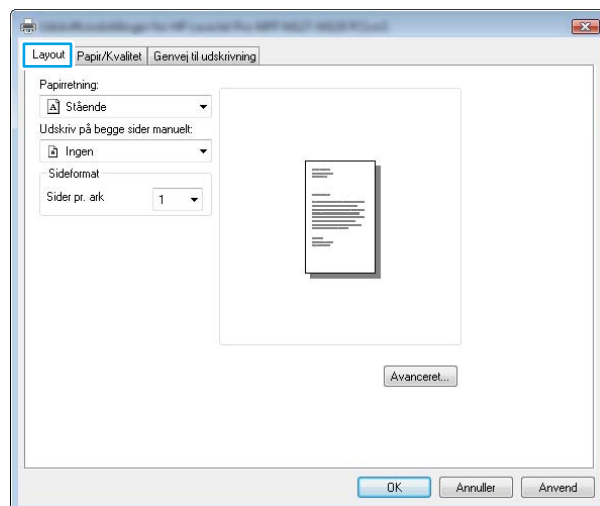 Layout
Papir/Kvalitet
Genvej til udskrivning
Papirretning:
A Stående
Udskriv på begge sider manuelt:
Ingen
Sideformat
Sider pr. ark 1
Avanceret...
OK
Annuller
Anvend